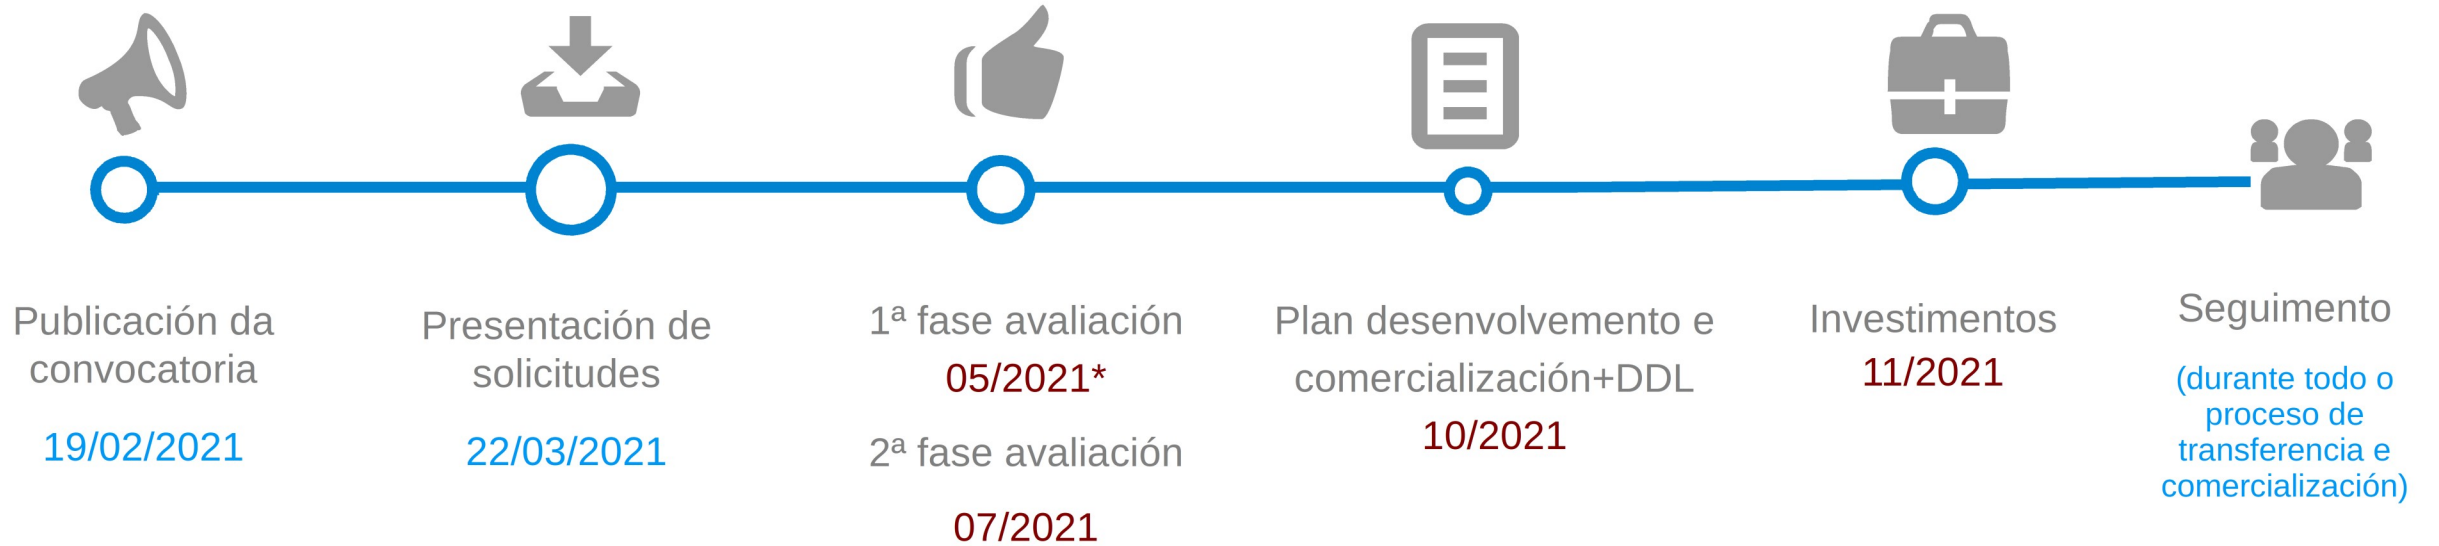 Publicación da
convocatoria
19/02/2021
Presentación de
solicitudes
22/03/2021
1ª fase avaliación
05/2021*
2ª fase avaliación
07/2021
Plan desenvolvemento e
comercialización+DDL
10/2021
Investimentos
11/2021
Seguimento
(durante todo o
proceso de
transferencia e
comercialización)